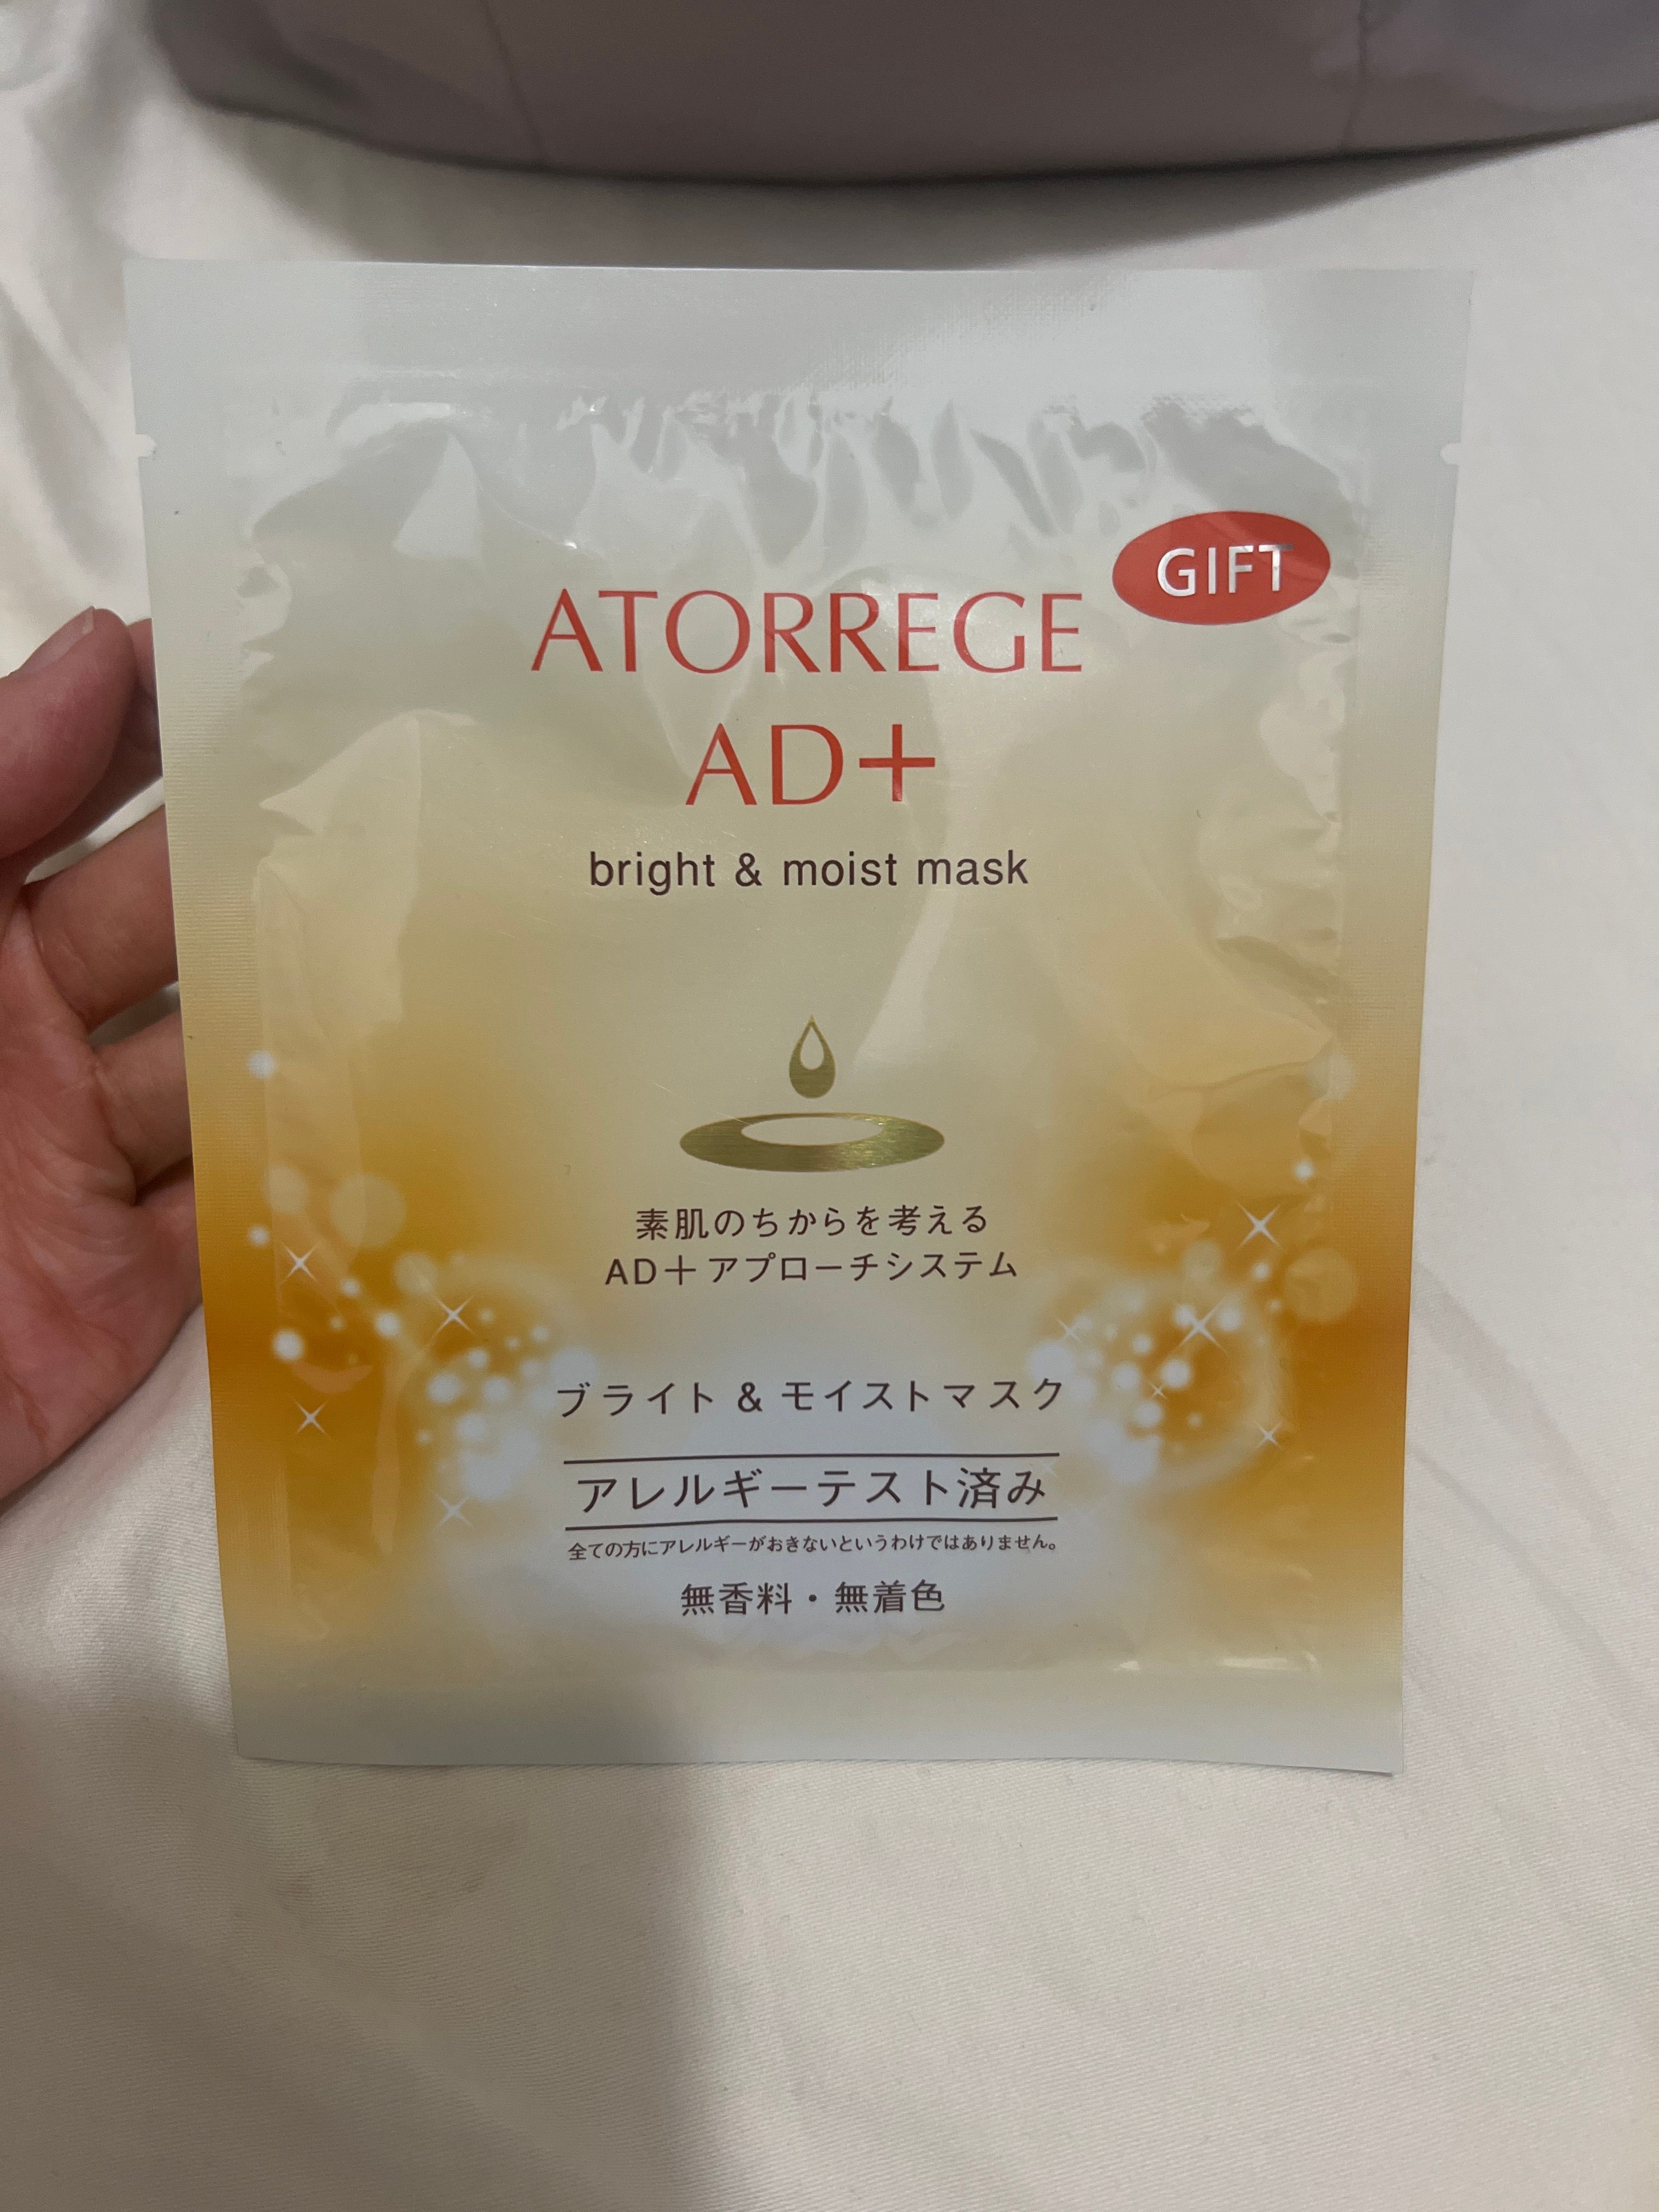 GIFT
ATORREGE
AD+
bright & moist mask
素肌のちからを考える
AD＋アプローチシステム
ブライト & モイストマスク
アレルギーテスト済み
全ての方にアレルギーがおきないというわけではありません。
無香料・無着色